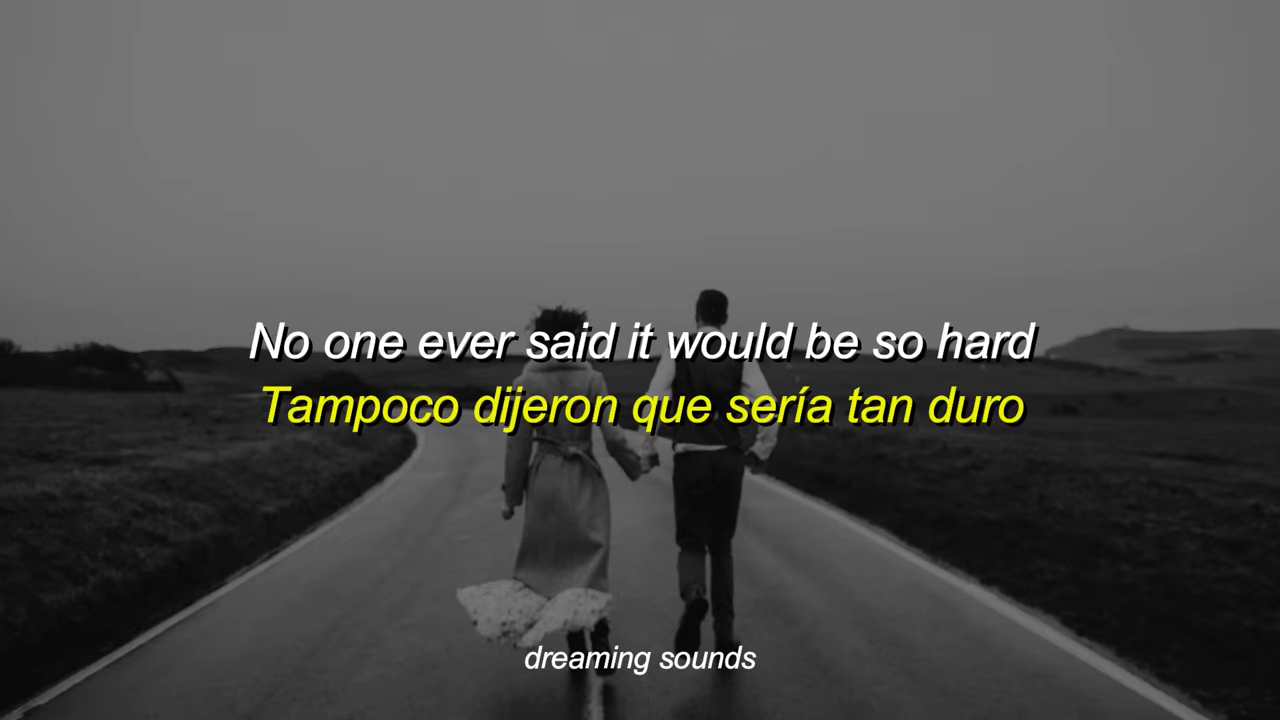 No one ever said it would be so hard
Tampoco dijeron que sería tan duro
dreaming sounds